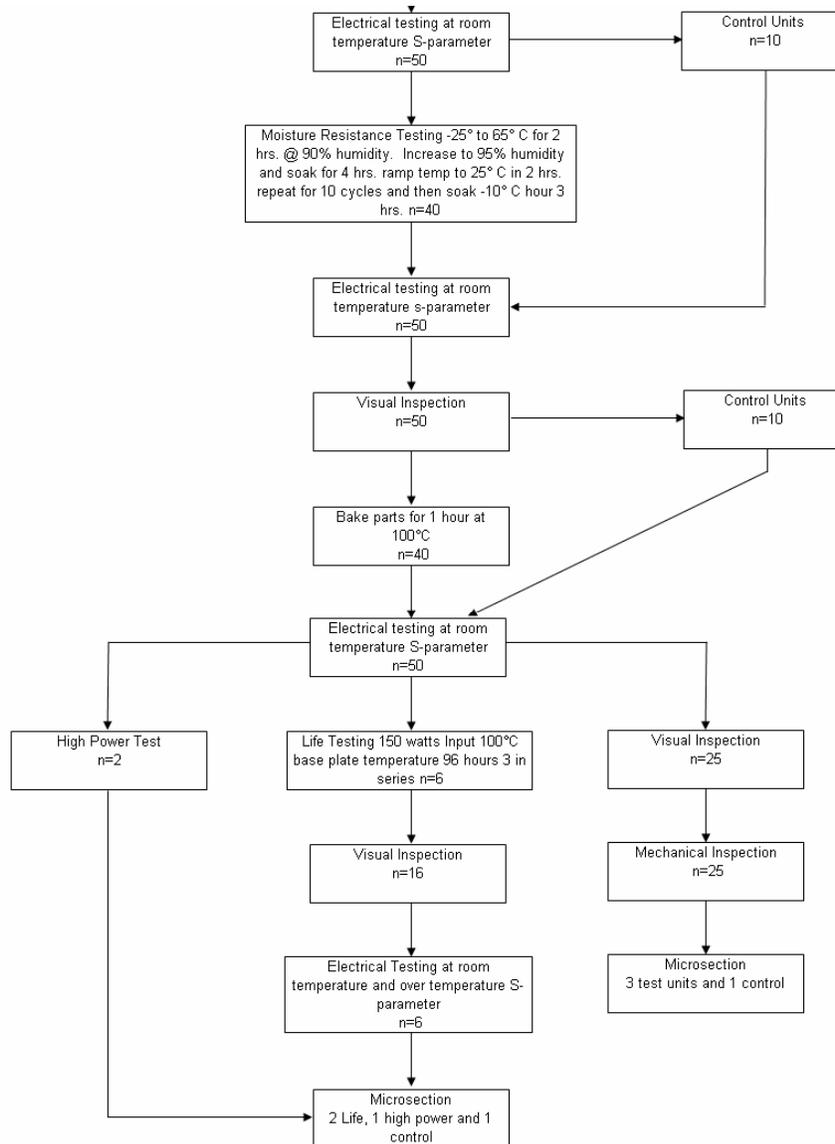 Electrical testing at room
temperature S-parameter
n=50
Control Units
n=10
Moisture Resistance Testing -25° to 65° C for 2
hrs. @ 90% humidity. Increase to 95% humidity
and soak for 4 hrs. ramp temp to 25° C in 2 hrs.
repeat for 10 cycles and then soak -10° C hour 3
hrs. n=40
Electrical testing at room
temperature s-parameter
n=50
Visual Inspection
n=50
Control Units
n=10
Bake parts for 1 hour at
100°C
n=40
Electrical testing at room
temperature S-parameter
n=50
High Power Test
n=2
Life Testing 150 watts Input 100°C
base plate temperature 96 hours 3 in
series n=6
Visual Inspection
n=25
Visual Inspection
n=16
Mechanical Inspection
n=25
Electrical Testing at room
temperature and over temperature S-
parameter
n=6
Microsection
3 test units and 1 control
Microsection
2 Life, 1 high power and 1
control